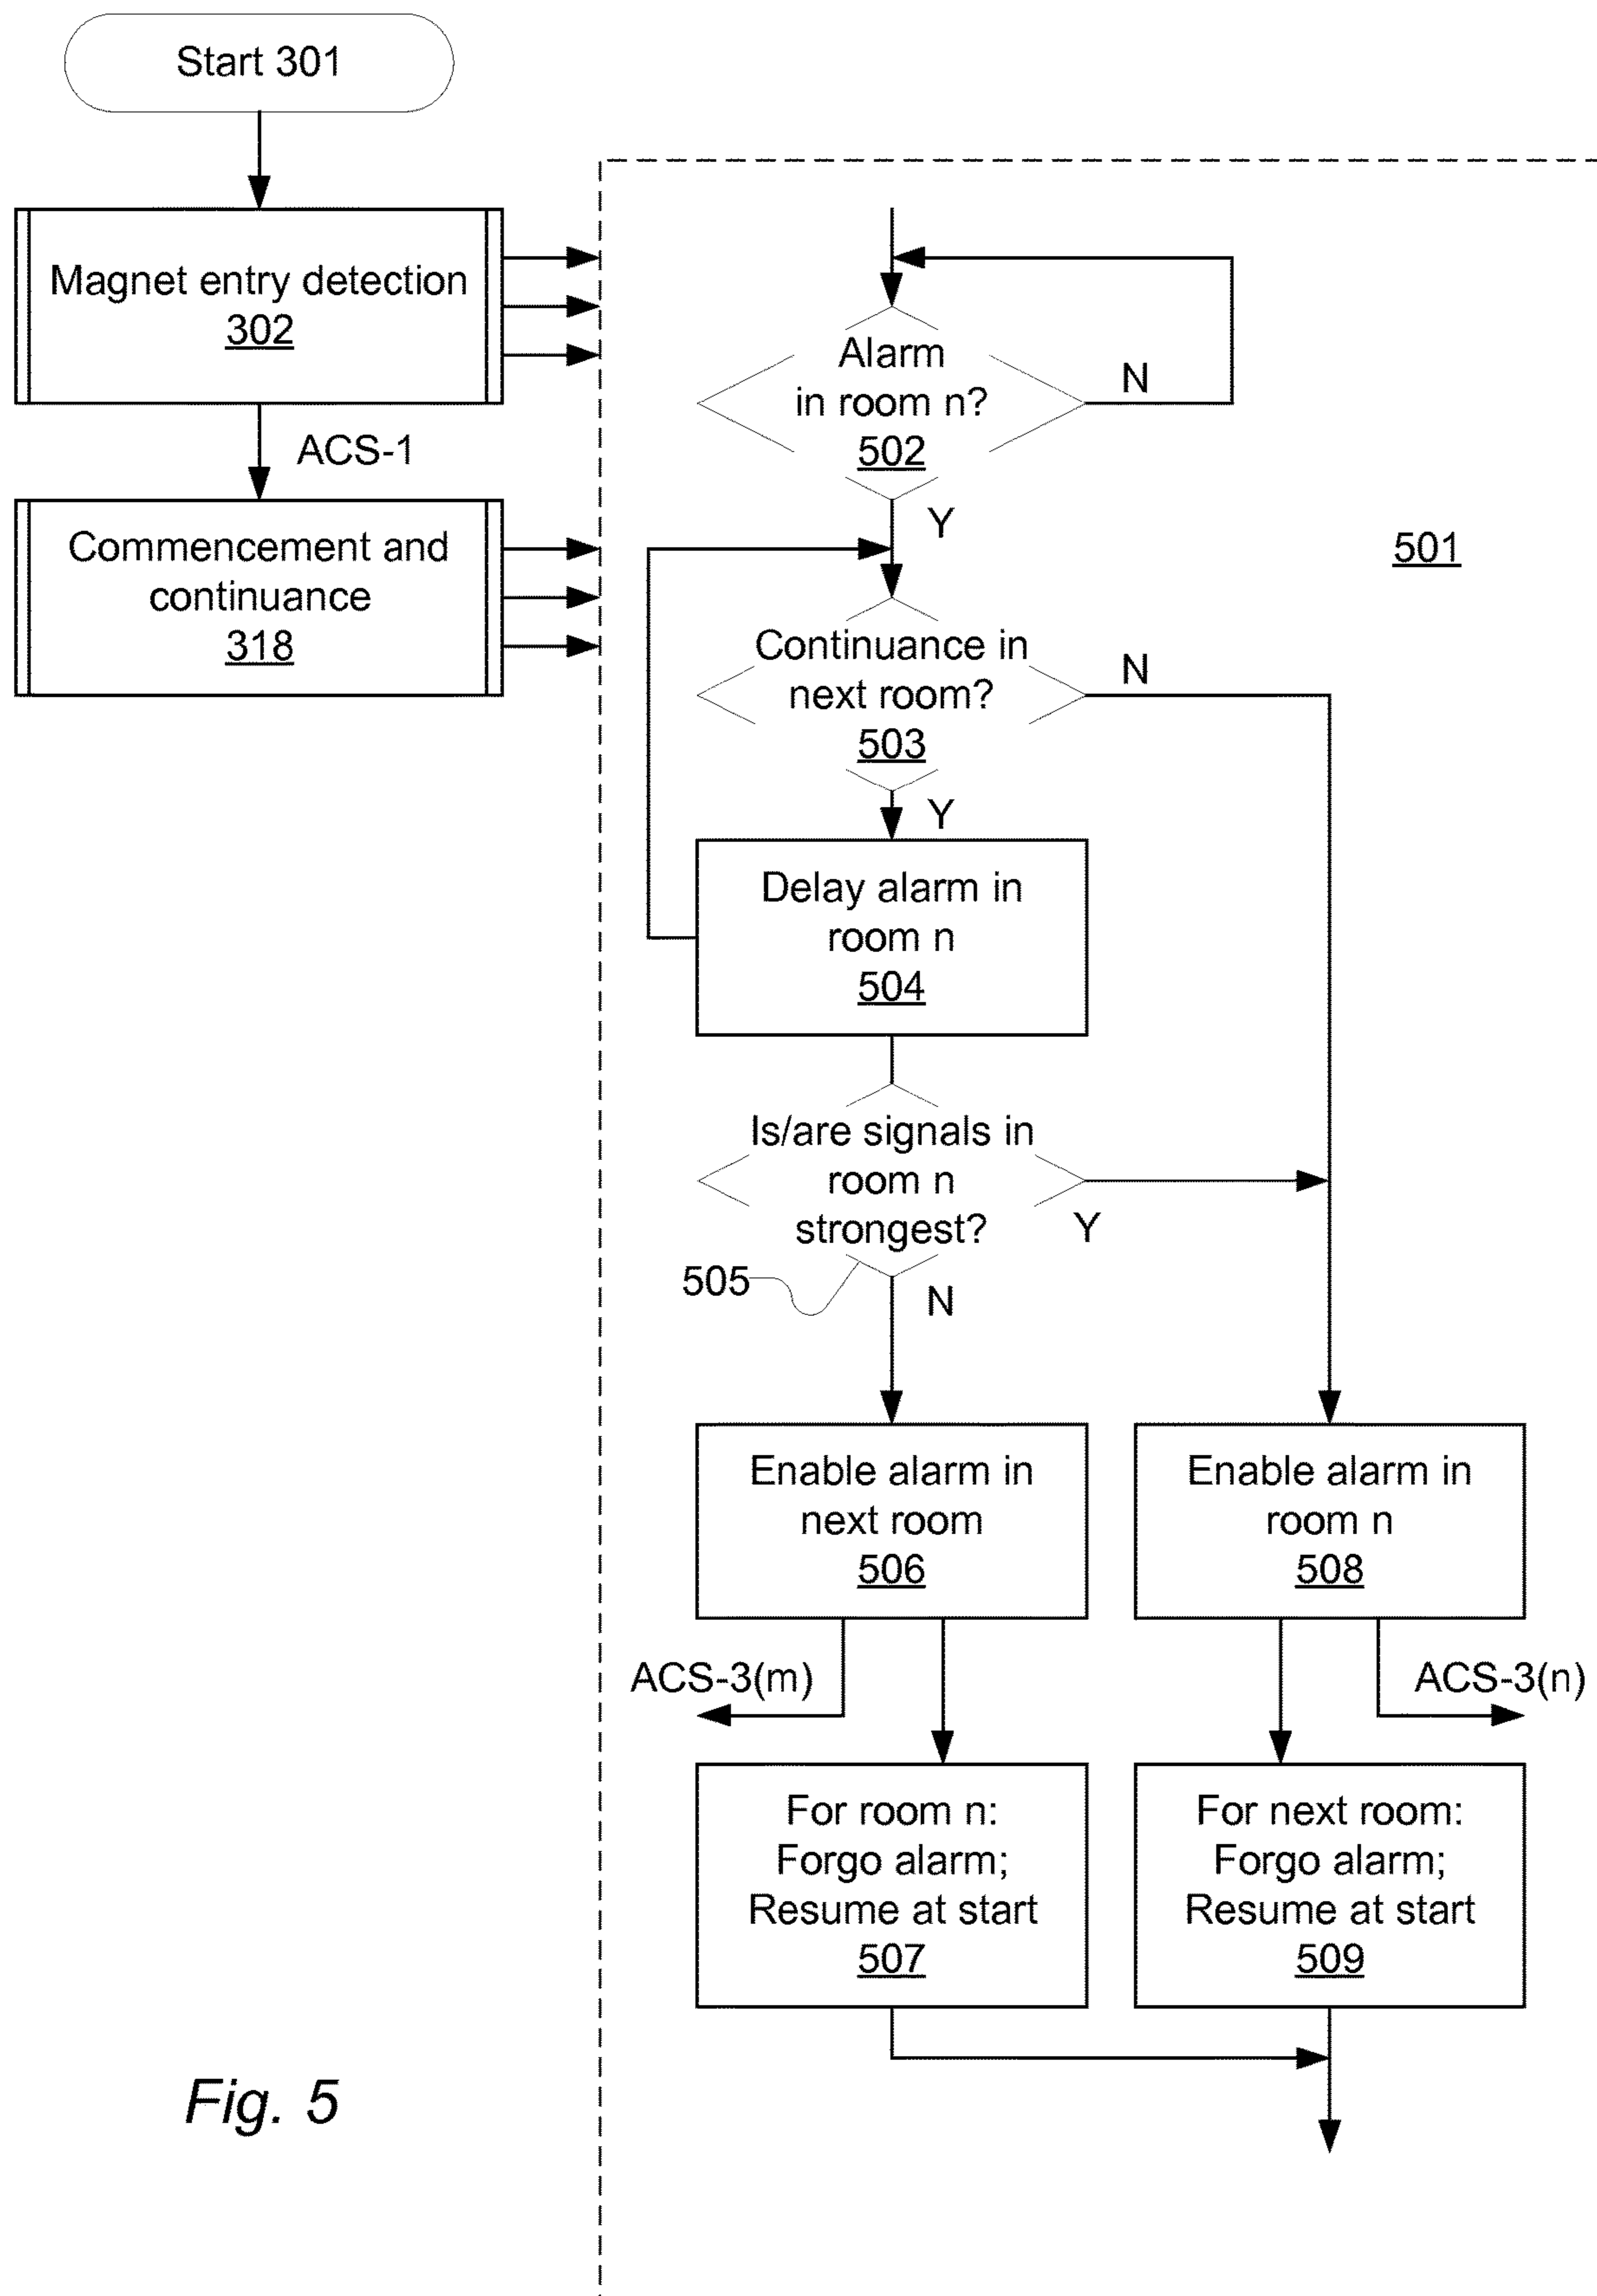 Start 301
Magnet entry detection
302
ACS-1
Commencement and
continuance
318
Alarm
in room n?
502
N
Y
501
Continuance in
next room?
503
N
Y
Delay alarm in
room n
504
Is/are signals in
room n
strongest?
Y
505
N
Enable alarm in
next room
506
Enable alarm in
room n
508
ACS-3(m)
ACS-3(n)
For room n:
Forgo alarm;
Resume at start
507
For next room:
Forgo alarm;
Resume at start
509
Fig. 5